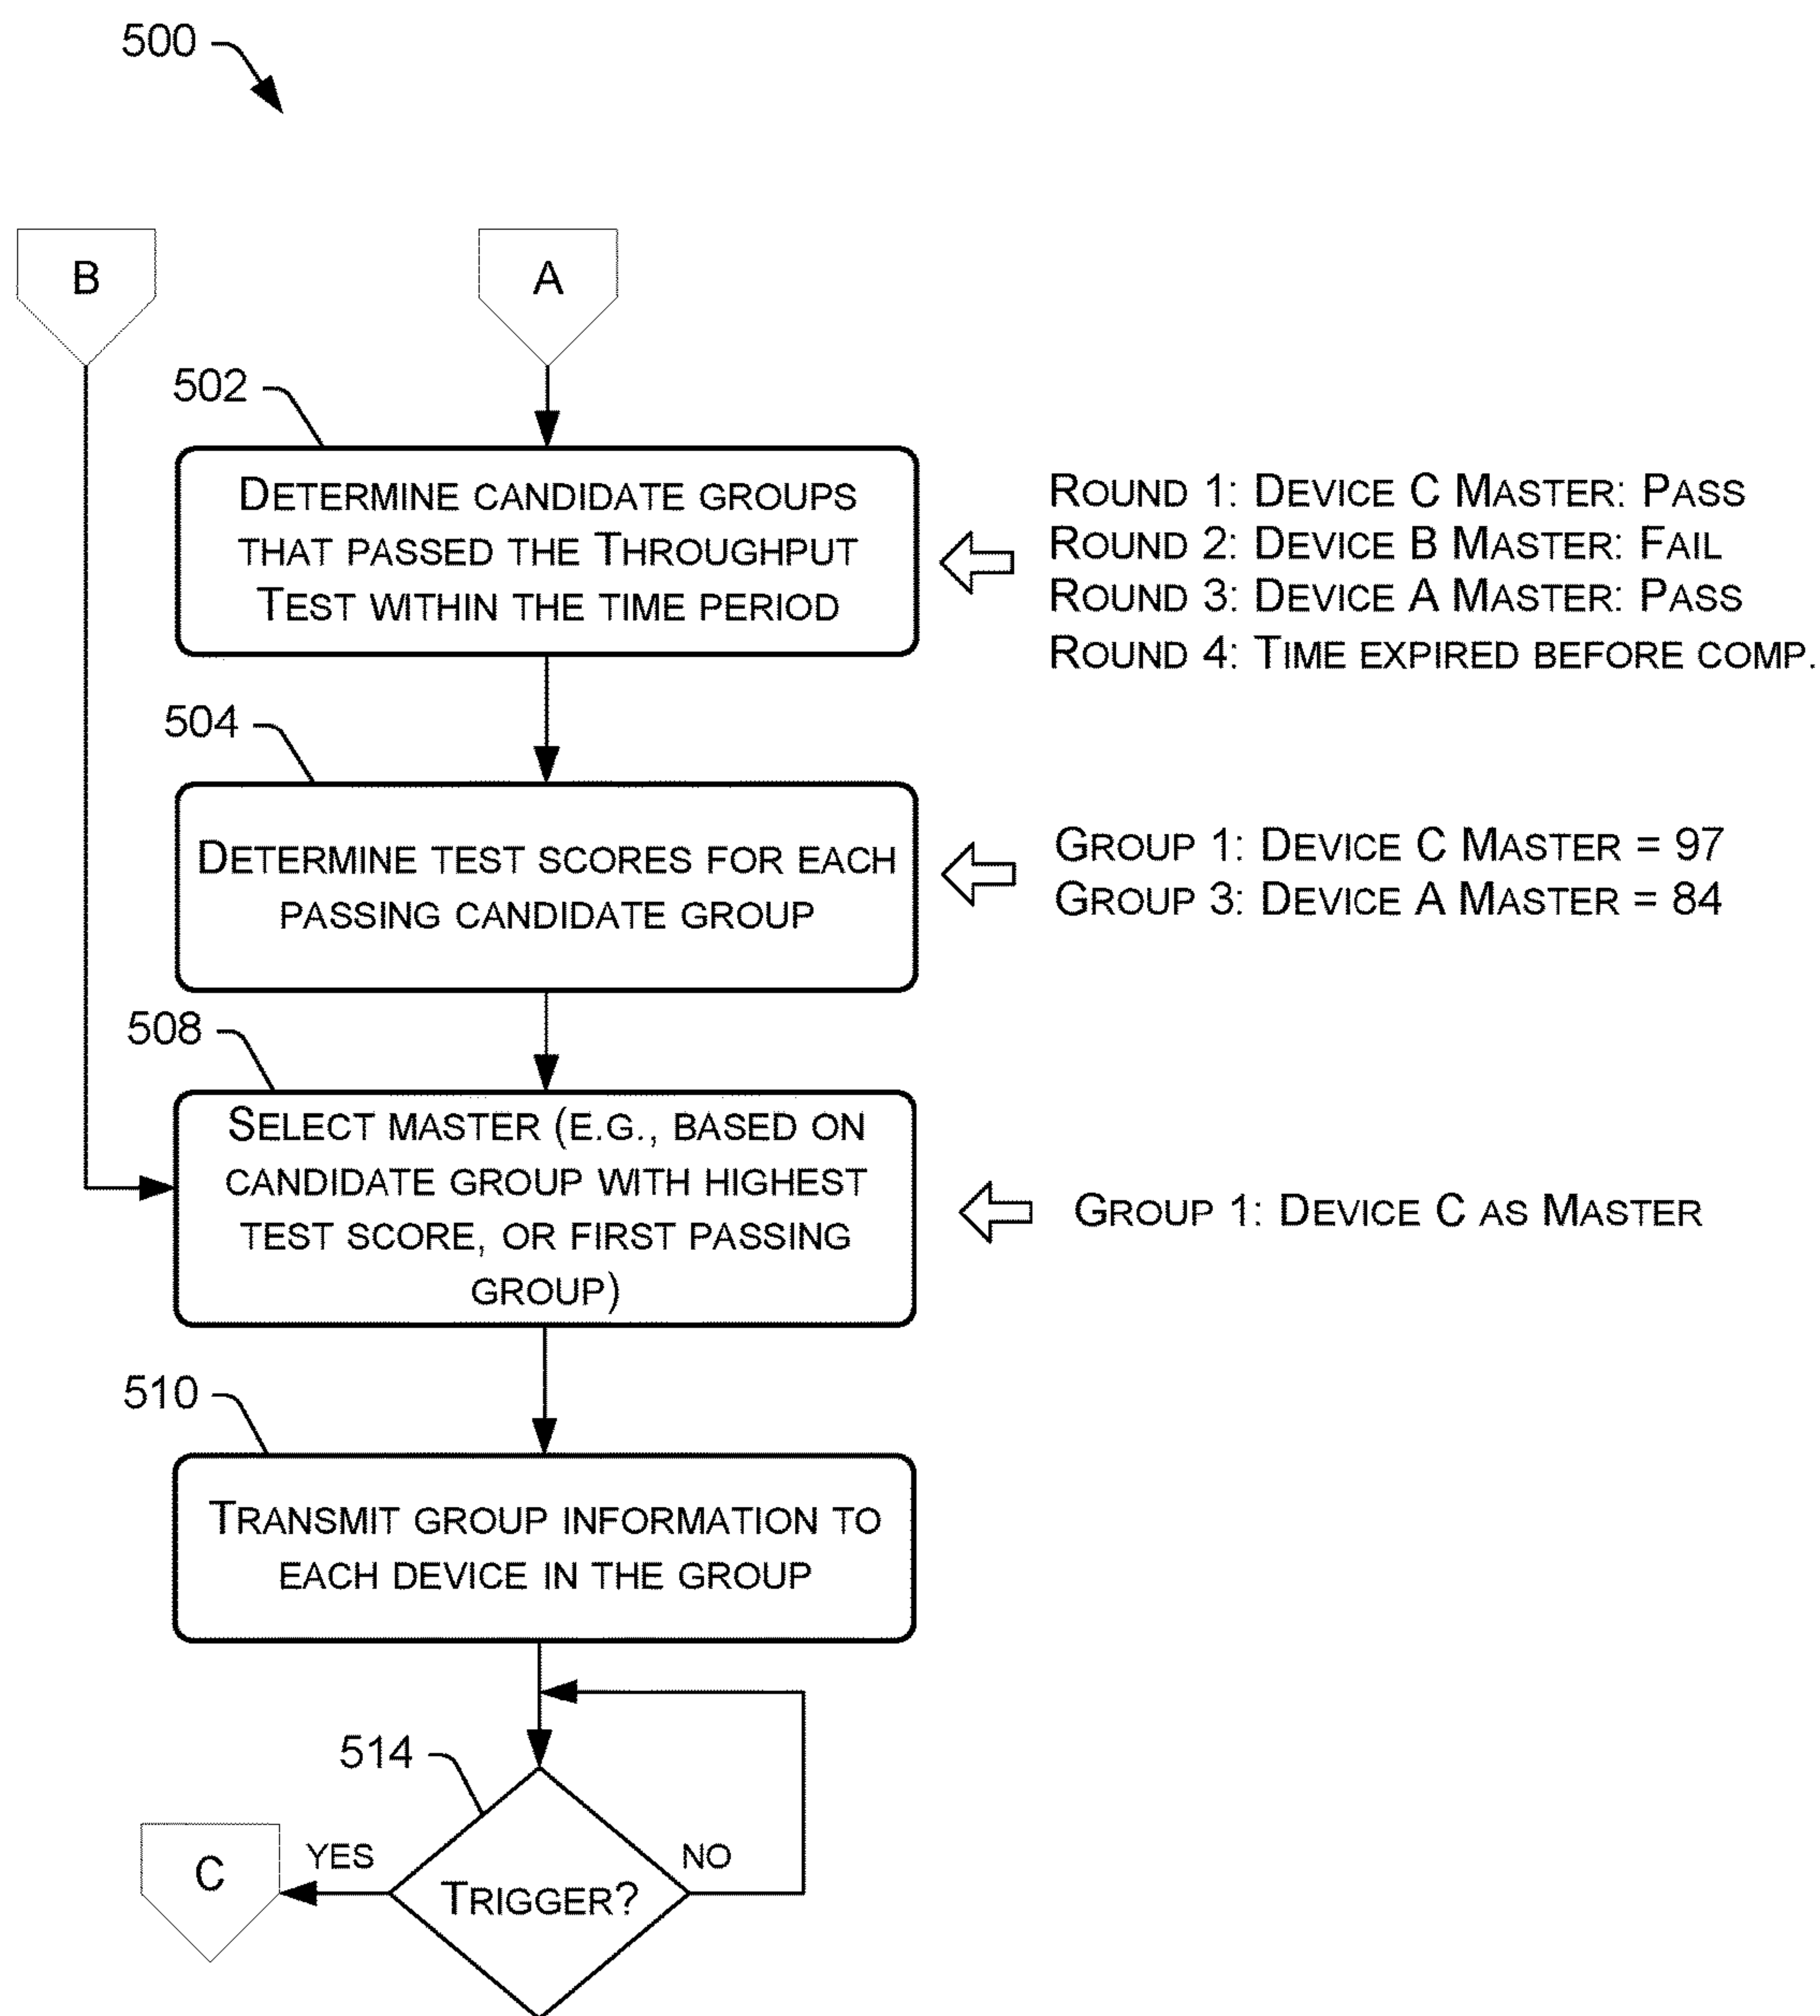 500
B
A
502
DETERMINE CANDIDATE GROUPS
THAT PASSED THE THROUGHPUT
TEST WITHIN THE TIME PERIOD
ROUND 1: DEVICE C MASTER: PASS
ROUND 2: DEVICE B MASTER: FAIL
ROUND 3: DEVICE A MASTER: PASS
ROUND 4: TIME EXPIRED BEFORE COMP.
504
DETERMINE TEST SCORES FOR EACH
PASSING CANDIDATE GROUP
GROUP 1: DEVICE C MASTER = 97
GROUP 3: DEVICE A MASTER = 84
508
SELECT MASTER (E.G., BASED ON
CANDIDATE GROUP WITH HIGHEST
TEST SCORE, OR FIRST PASSING
GROUP)
GROUP 1: DEVICE C AS MASTER
510
TRANSMIT GROUP INFORMATION TO
EACH DEVICE IN THE GROUP
514
C
YES
TRIGGER?
NO